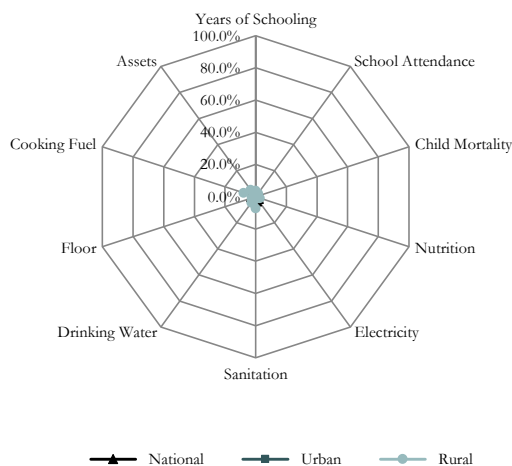 Years of Schooling
100.0%
Assets
School Attendance
80.0%
60.0%
Cooking Fuel
40.0%
Child Mortality
20.0%
0.0%
Floor
Nutrition
Drinking Water
Electricity
Sanitation
National Urban Rural